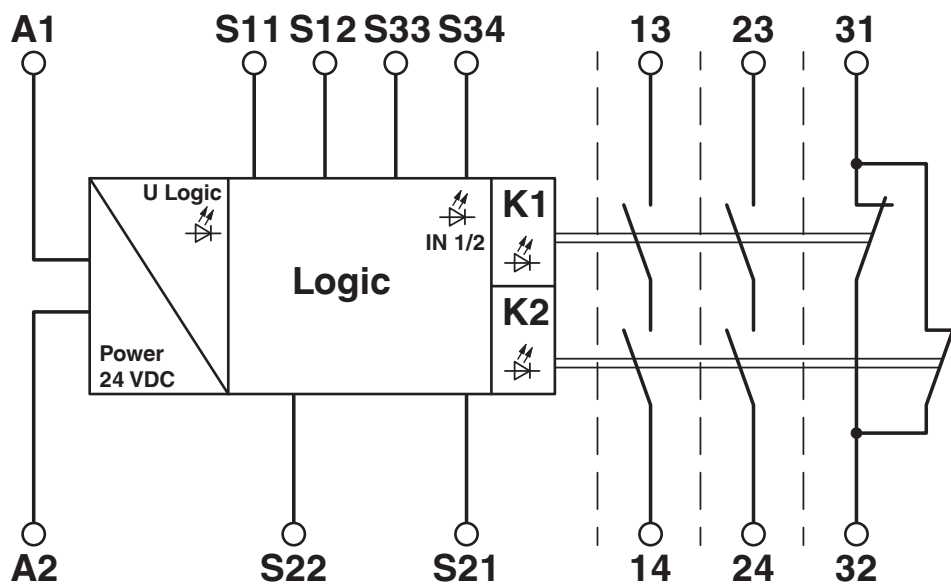 A1 S11 S12 S33 S34 13 23 31
U Logic
K1
IN 1/2
Logic
K2
Power
24 VDC
A2 S22 S21 14 24 32